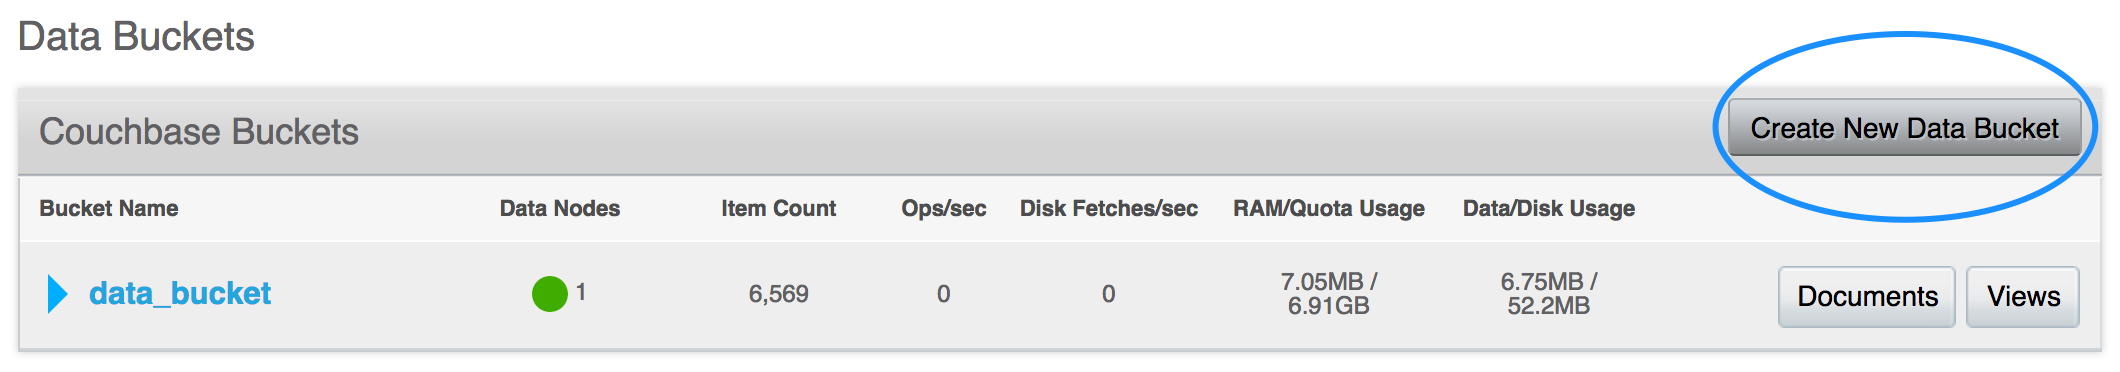 Data Buckets
Couchbase Buckets
Create New Data Bucket
Bucket Name Data Nodes Item Count Ops/sec Disk Fetches/sec RAM/Quota Usage Data/Disk Usage
data_bucket 1 6,569 0 0 7.05MB / 6.91GB 6.75MB / 52.2MB Documents Views